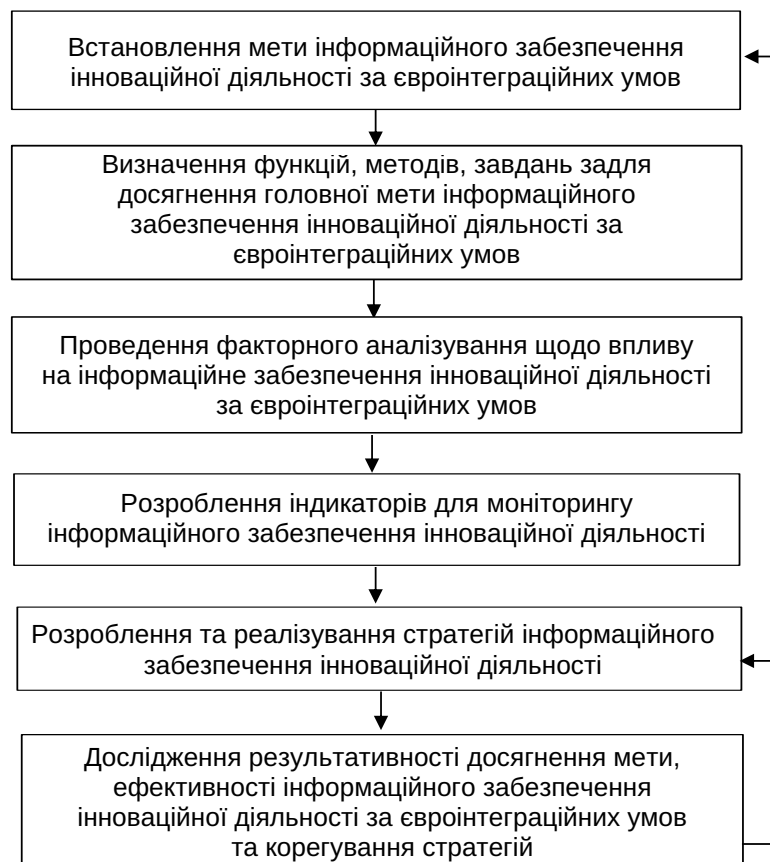 Встановлення мети інформаційного забезпечення
інноваційної діяльності за євроінтеграційних умов
Визначення функцій, методів, завдань задля
досягнення головної мети інформаційного
забезпечення інноваційної діяльності за
євроінтеграційних умов
Проведення факторного аналізування щодо впливу
на інформаційне забезпечення інноваційної діяльності
за євроінтеграційних умов
Розроблення індикаторів для моніторингу
інформаційного забезпечення інноваційної діяльності
Розроблення та реалізування стратегій інформаційного
забезпечення інноваційної діяльності
Дослідження результативності досягнення мети,
ефективності інформаційного забезпечення
інноваційної діяльності за євроінтеграційних умов
та корегування стратегій